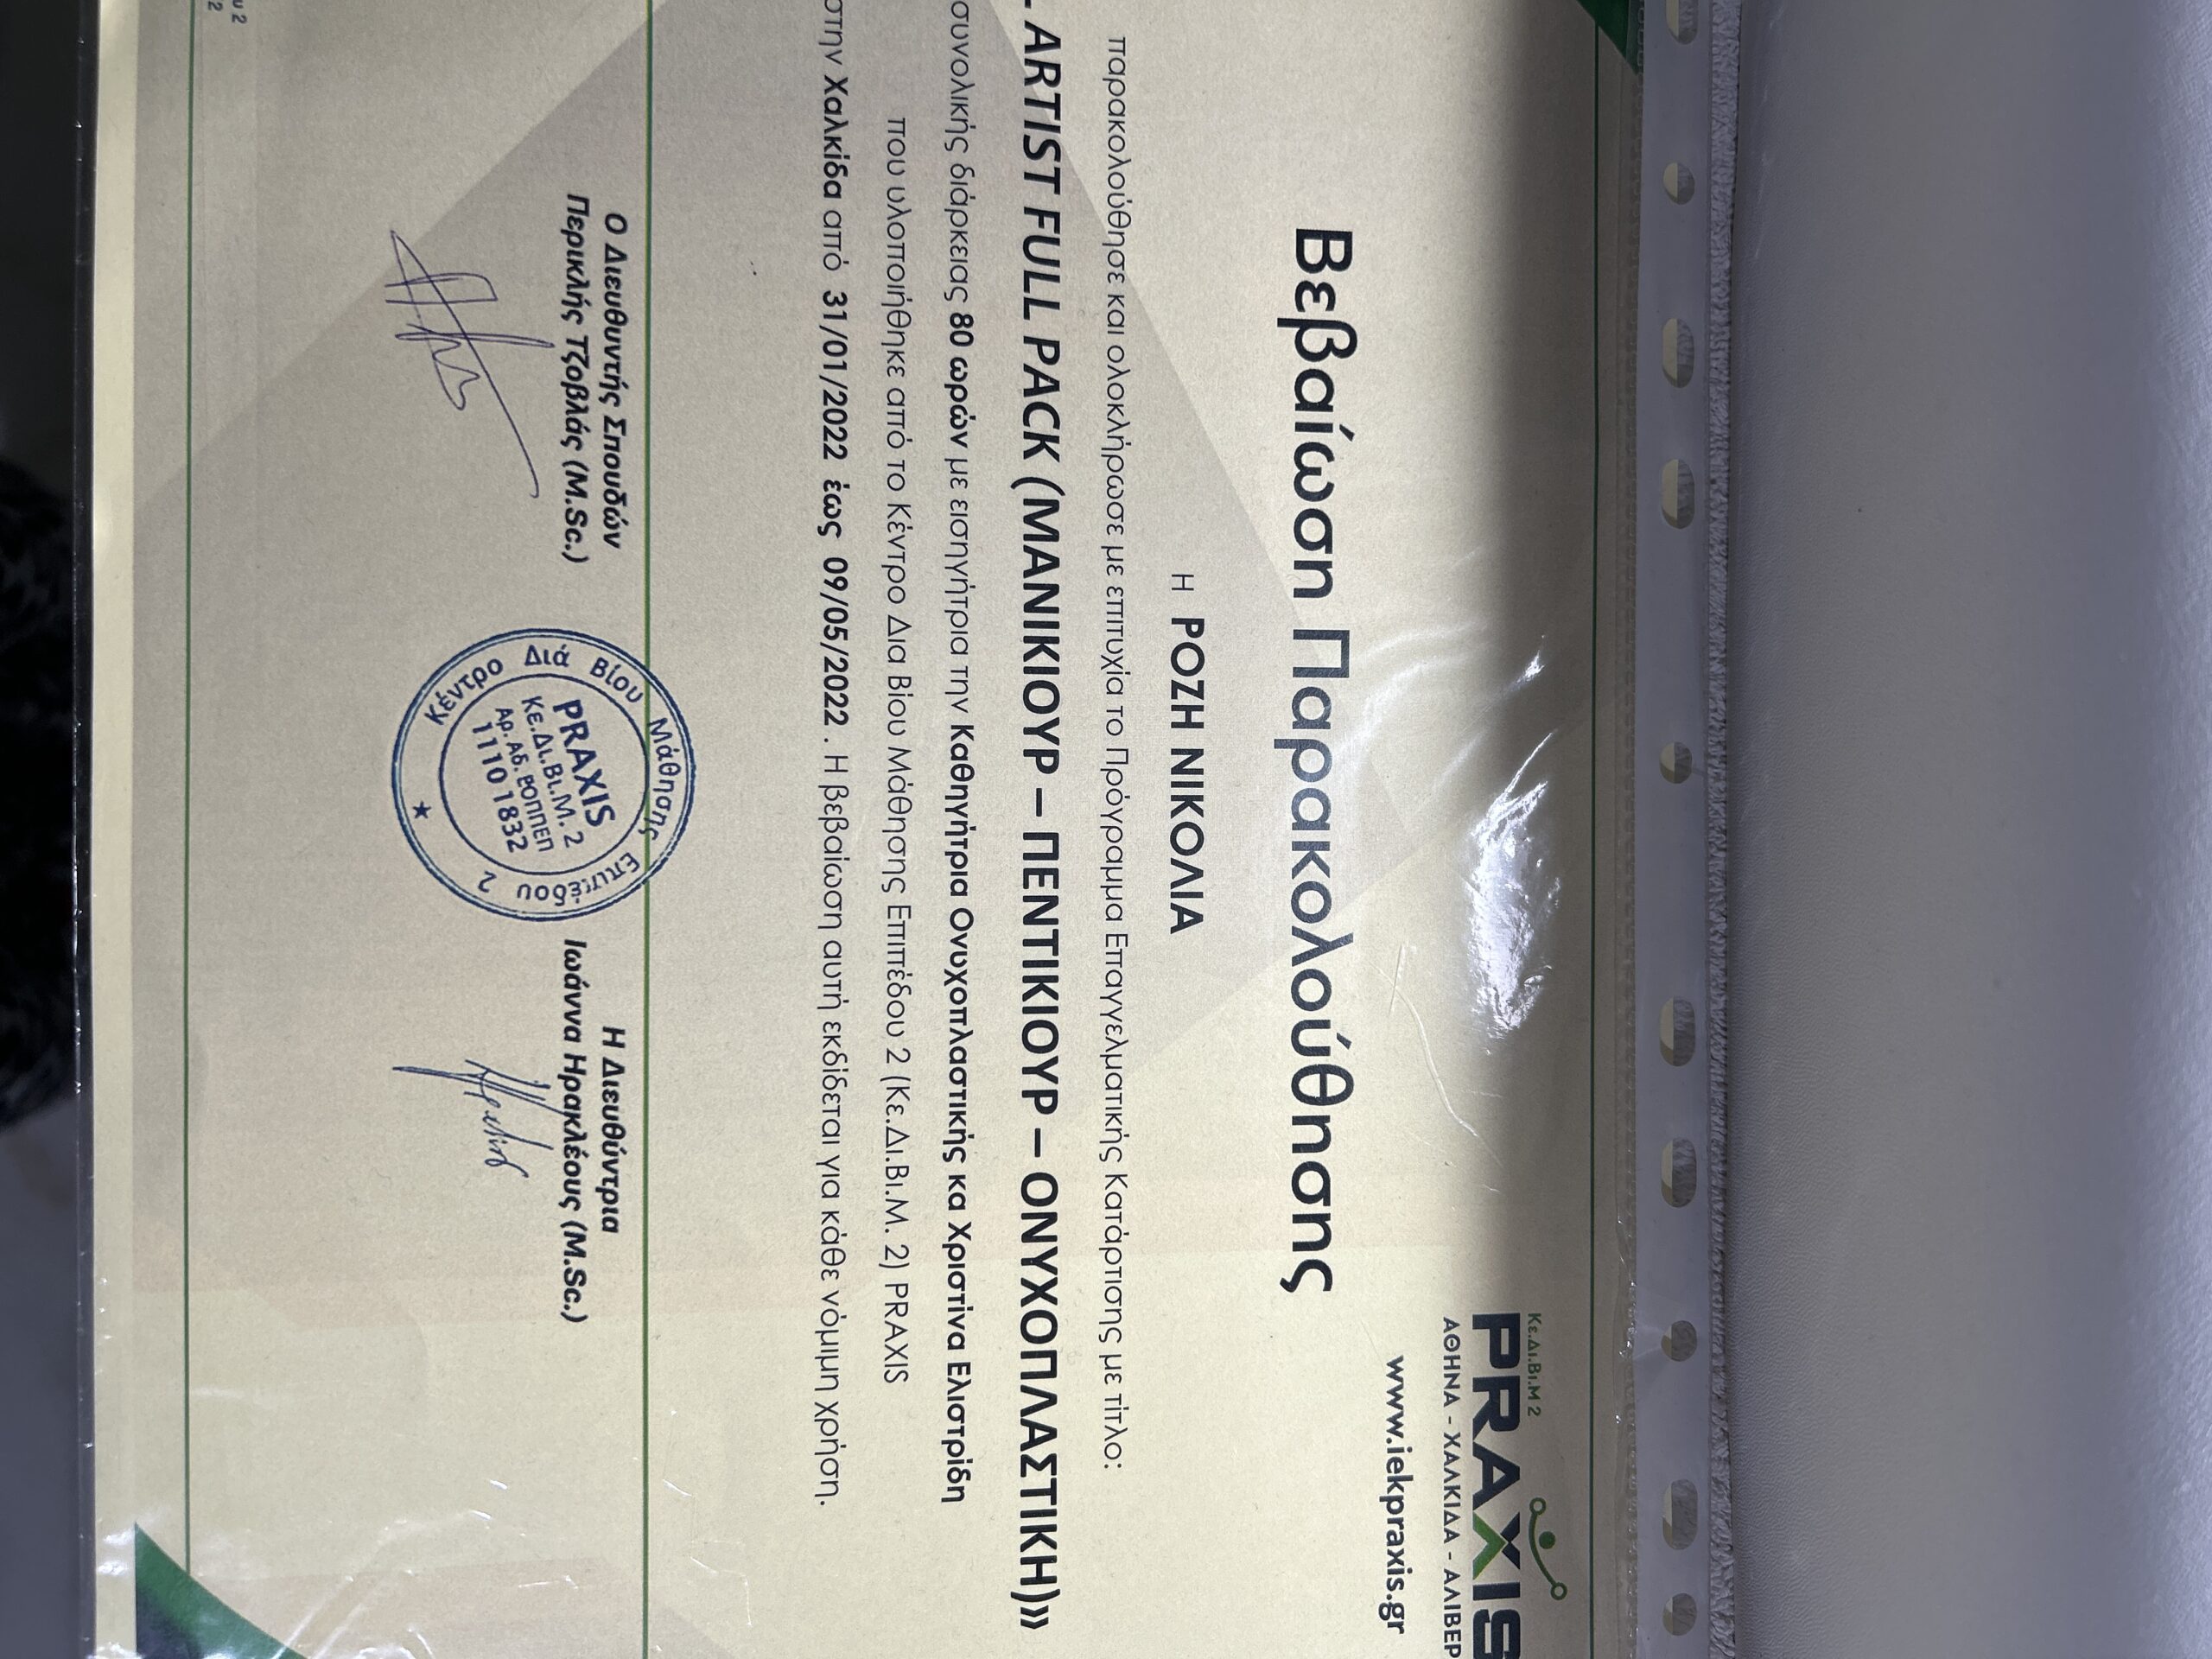 Κε.Δι.Βι.Μ 2
PRAXIS
ΑΘΗΝΑ - ΧΑΛΚΙΔΑ - ΑΛΙΒΕΡ
www.iekpraxis.gr
Βεβαίωση Παρακολούθησης
Η ΡΟΖΗ ΝΙΚΟΛΙΑ
παρακολούθησε και ολοκλήρωσε με επιτυχία το Πρόγραμμα Επαγγελματικής Κατάρτισης με τίτλο:
ARTIST FULL PACK (ΜΑΝΙΚΙΟΥΡ – ΠΕΝΤΙΚΙΟΥΡ – ΟΝΥΧΟΠΛΑΣΤΙΚΗ)»
συνολικής διάρκειας 80 ωρών με εισηγήτρια την Καθηγήτρια Ονυχοπλαστικής κα Χριστίνα Ελιστρίδη
που υλοποιήθηκε από το Κέντρο Δια Βίου Μάθησης Επιπέδου 2 (Κε.Δι.Βι.Μ. 2) PRAXIS
στην Χαλκίδα από 31/01/2022 έως 09/05/2022. Η βεβαίωση αυτή εκδίδεται για κάθε νόμιμη χρήση.
Ο Διευθυντής Σπουδών
Περικλής Τζοβλάς (M.Sc.)
Κέντρο Διά Βίου Μάθησης Επιπέδου 2
PRAXIS
Κε.Δι.Βι.Μ. 2
Αρ. Αδ. ΕΟΠΠΕΠ
11101832
Η Διευθύντρια
Ιωάννα Ηρακλέους (M.Sc.)
υ 2
2